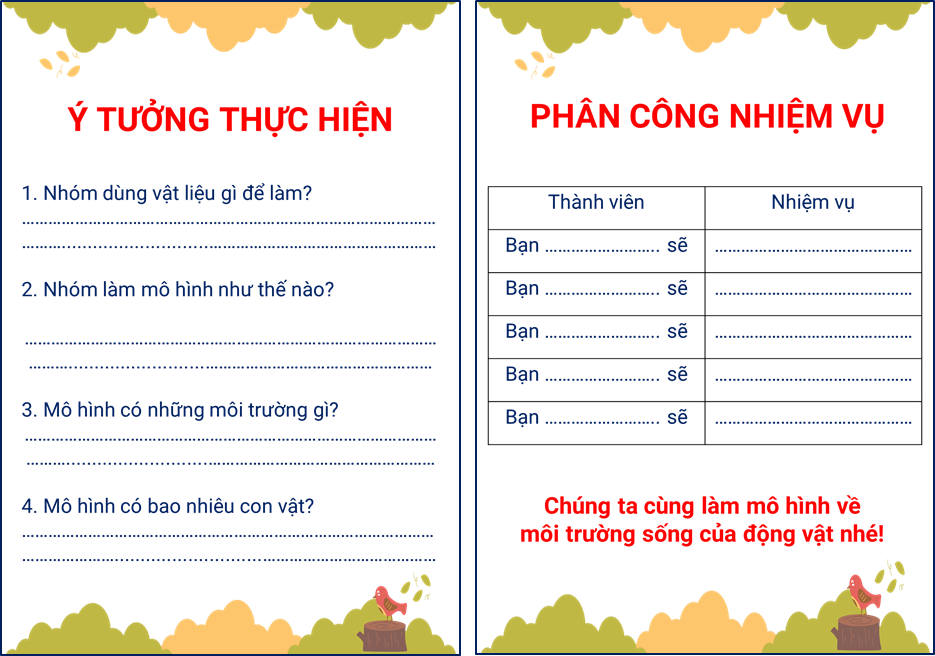 Ý TƯỞNG THỰC HIỆN
1. Nhóm dùng vật liệu gì để làm?
……………………………………………………………………………
………......................…………………………………………
2. Nhóm làm mô hình như thế nào?
……………………………………………………………………………
………......................…………………………………………
3. Mô hình có những môi trường gì?
……………………………………………………………………………
………......................…………………………………………
4. Mô hình có bao nhiêu con vật?
……………………………………………………………………………
…………………......................………………………………
PHÂN CÔNG NHIỆM VỤ
Thành viên Nhiệm vụ
Bạn …………………….. sẽ ……………………………………
Bạn …………………….. sẽ ……………………………………
Bạn …………………….. sẽ ……………………………………
Bạn …………………….. sẽ ……………………………………
Bạn …………………….. sẽ ……………………………………
Chúng ta cùng làm mô hình về
môi trường sống của động vật nhé!